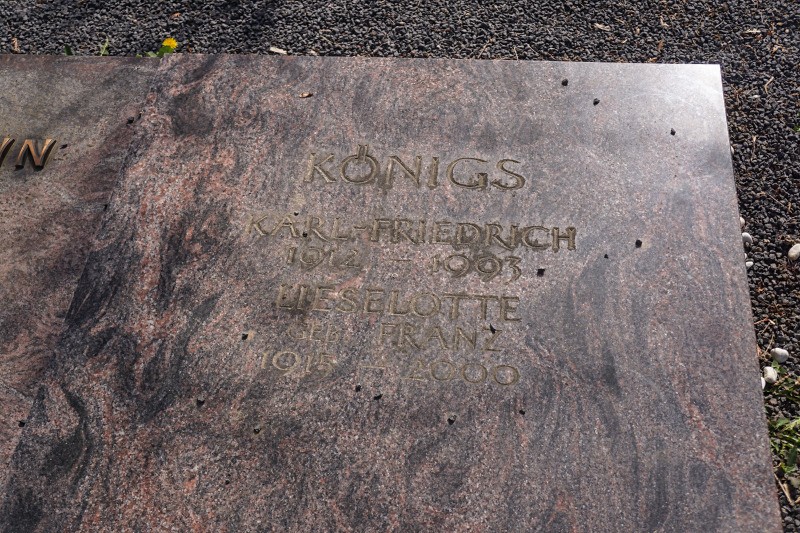 KÖNIGS
KARL-FRIEDRICH
1912 – 1993
LIESELOTTE
GEB. FRANZ
1915 – 2000